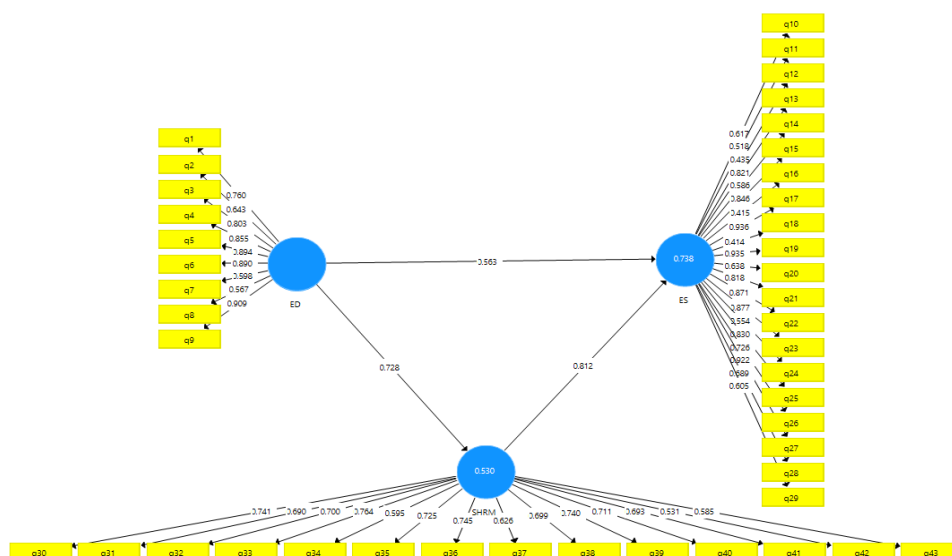 q10
q11
q12
q13
q14
q15
q16
q17
q18
q19
q20
q21
q22
q23
q24
q25
q26
q27
q28
q29
0.617
0.518
0.435
0.821
0.586
0.846
0.415
0.936
0.414
0.935
0.638
0.818
0.871
0.877
0.554
0.830
0.726
0.922
0.689
0.605
q1
q2
q3
q4
q5
q6
q7
q8
q9
0.760
0.643
0.803
0.855
0.894
0.890
0.598
0.567
0.909
ED
0.563
0.738
ES
0.728
0.812
0.530
SHRM
0.741
0.690
0.700
0.764
0.595
0.725
0.745
0.626
0.699
0.740
0.711
0.693
0.531
0.585
q30
q31
q32
q33
q34
q35
q36
q37
q38
q39
q40
q41
q42
q43